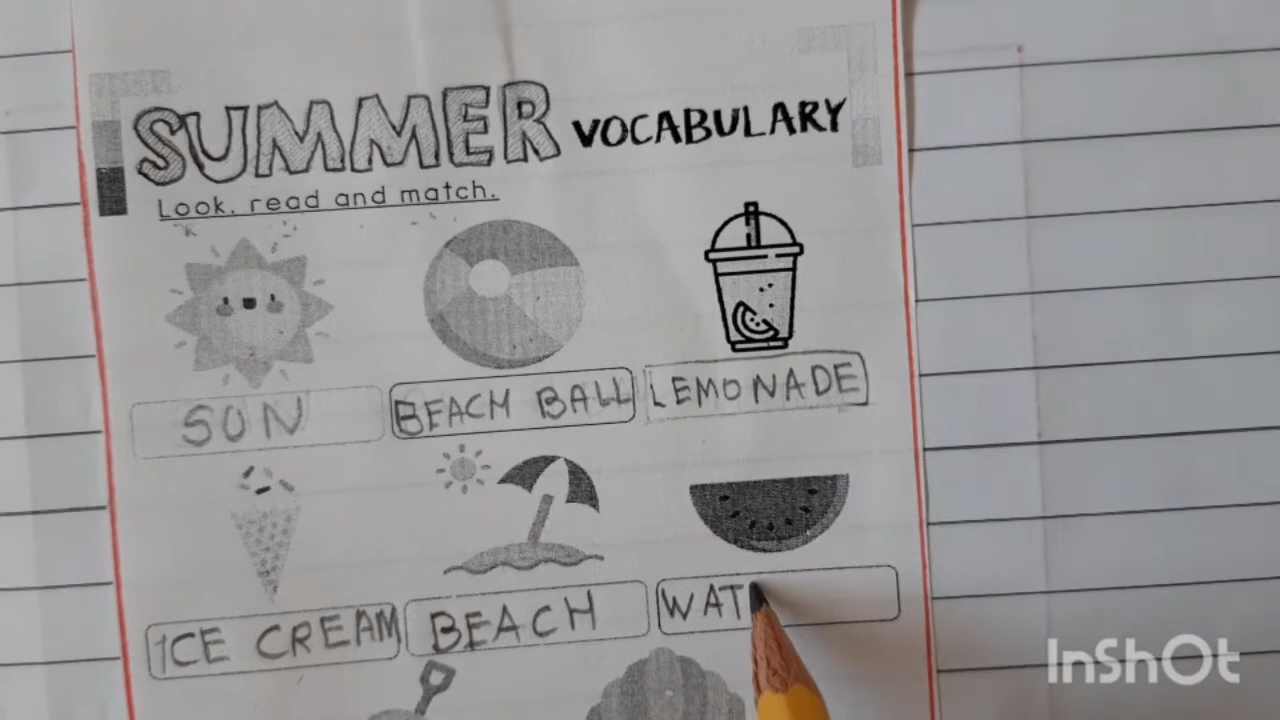 SUMMER VOCABULARY
Look, read and match.
SUN BEACH BALL LEMONADE
ICE CREAM BEACH WAT
InShOt